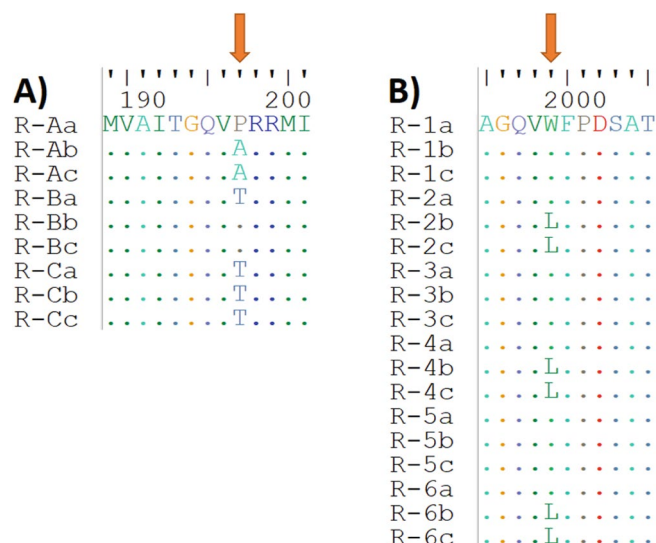 A)
190 200
R-Aa MVAITGQVPRRMI
R-Ab ........A....
R-Ac ........A....
R-Ba ........T....
R-Bb .............
R-Bc .............
R-Ca ........T....
R-Cb ........T....
R-Cc ........T....
B)
2000
R-1a AGQVWFPDSAT
R-1b ...........
R-1c ...........
R-2a ...........
R-2b ....L......
R-2c ....L......
R-3a ...........
R-3b ...........
R-3c ...........
R-4a ...........
R-4b ....L......
R-4c ....L......
R-5a ...........
R-5b ...........
R-5c ...........
R-6a ...........
R-6b ....L......
R-6c ....L......